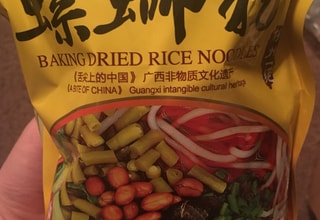 螺蛳粉
BAKING DRIED RICE NOODLES
《舌上的中国》广西非物质文化遗产
《A BITE OF CHINA》 Guangxi intangible cultural heritage